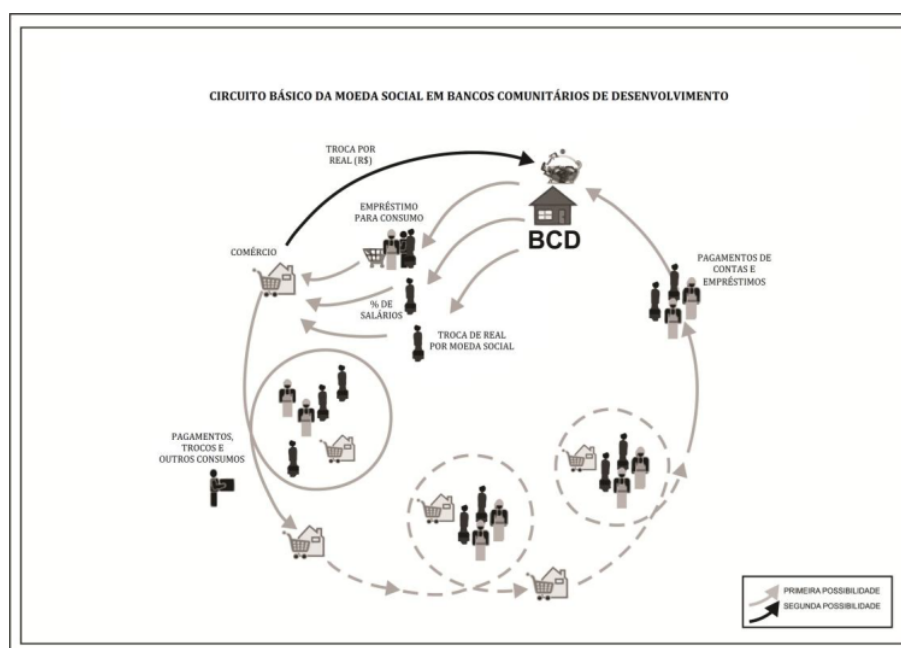 CIRCUITO BÁSICO DA MOEDA SOCIAL EM BANCOS COMUNITÁRIOS DE DESENVOLVIMENTO
TROCA POR
REAL (R$)
EMPRÉSTIMO
PARA CONSUMO
BCD
COMÉRCIO
PAGAMENTOS DE
CONTAS E
EMPRÉSTIMOS
% DE
SALÁRIOS
TROCA DE REAL
POR MOEDA SOCIAL
PAGAMENTOS,
TROCOS E
OUTROS CONSUMOS
PRIMEIRA POSSIBILIDADE
SEGUNDA POSSIBILIDADE